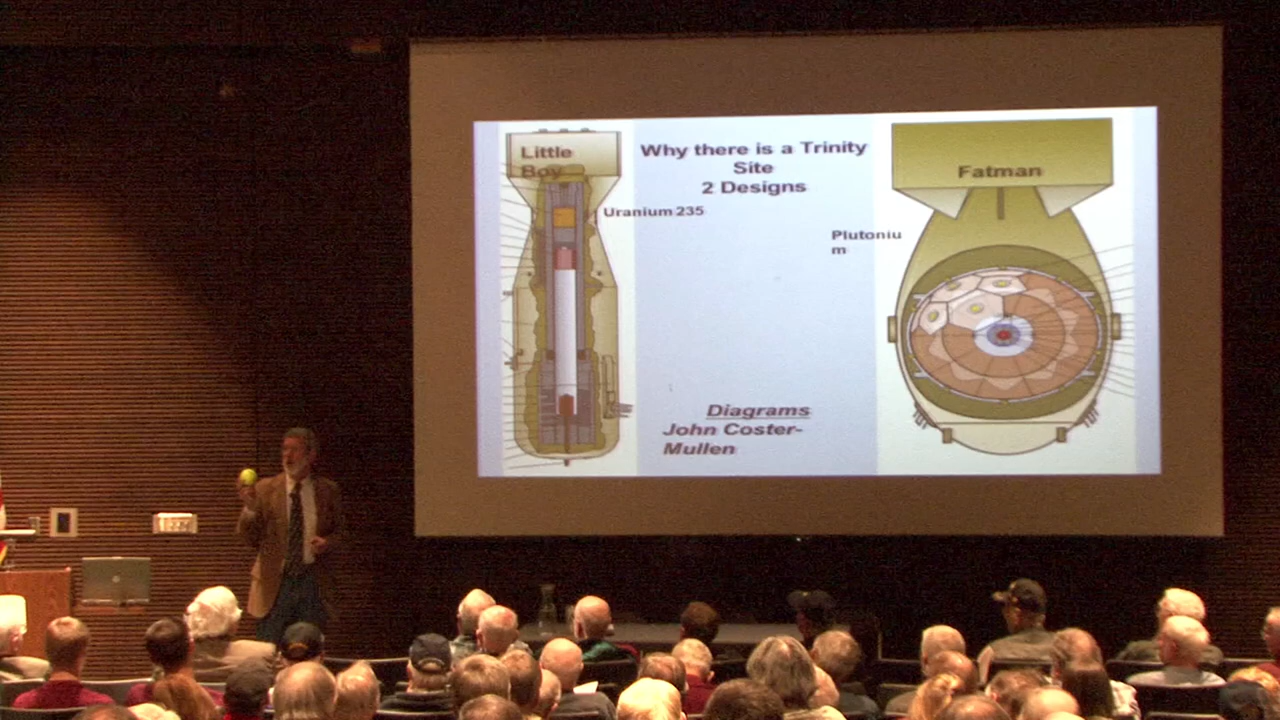 Little
Boy
Why there is a Trinity
Site
2 Designs
Uranium 235
Fatman
Plutoniu
m
Diagrams
John Coster-
Mullen